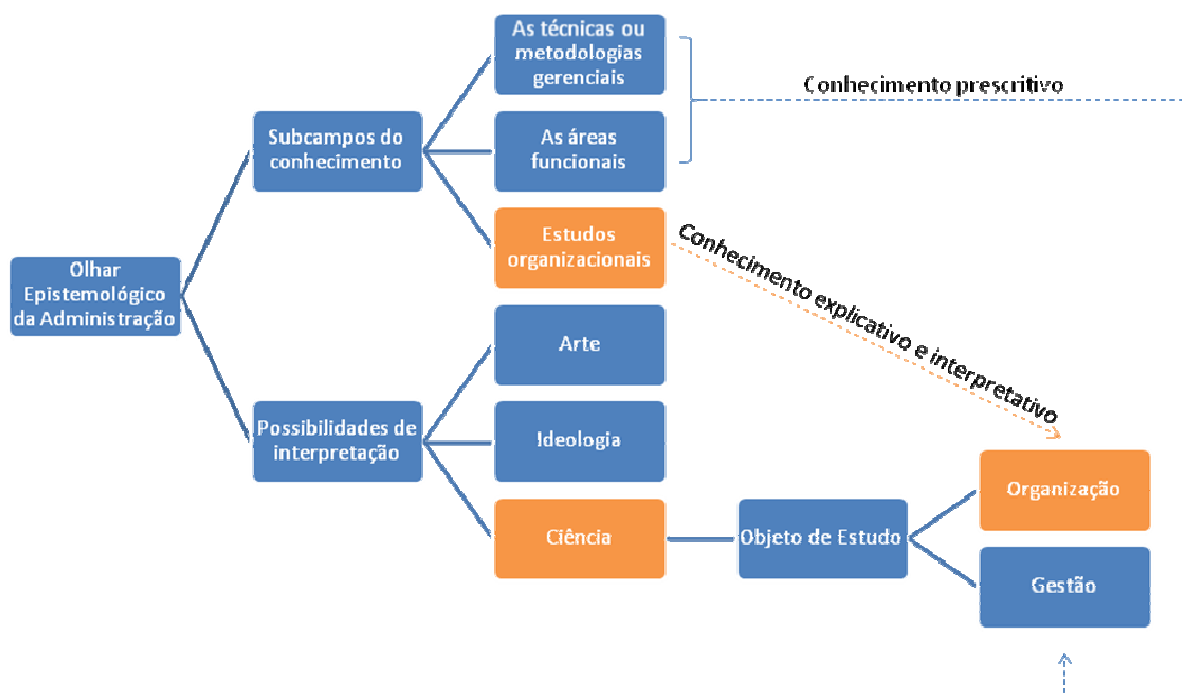 As técnicas ou
metodologias
gerenciais
Conhecimento prescritivo
Subcampos do
conhecimento
As áreas
funcionais
Estudos
organizacionais
Conhecimento explicativo e interpretativo
Olhar
Epistemológico
da Administração
Arte
Possibilidades de
interpretação
Ideologia
Organização
Ciência
Objeto de Estudo
Gestão